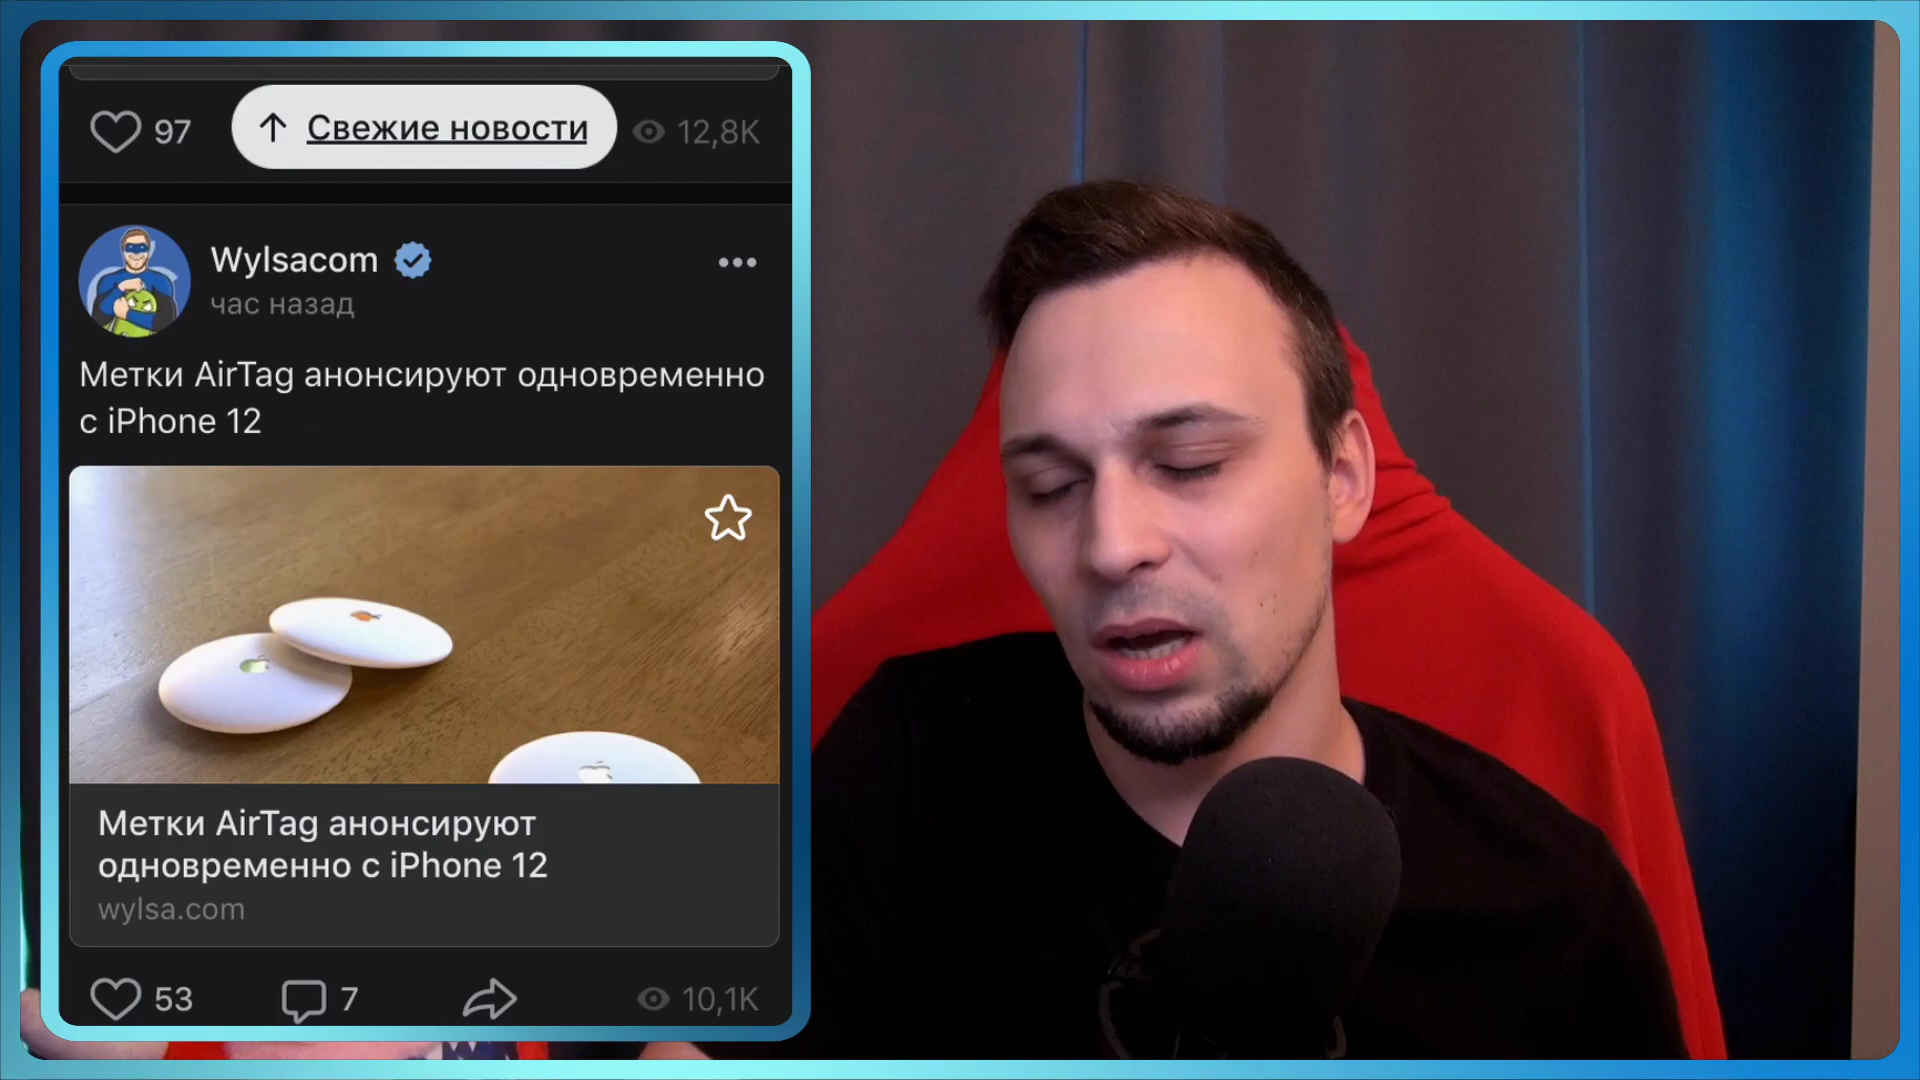 97
Свежие новости
12,8K
Wylsacom
час назад
Метки AirTag анонсируют одновременно
с iPhone 12
Метки AirTag анонсируют
одновременно с iPhone 12
wylsa.com
53
7
10,1K